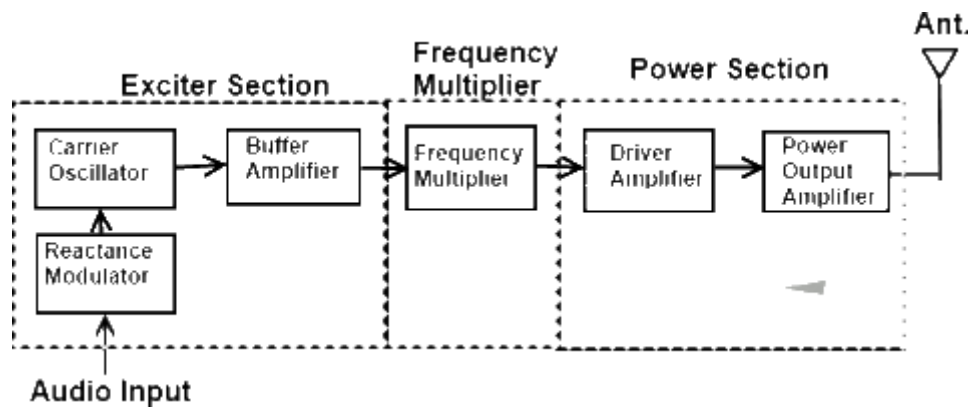 Ant.
Exciter Section
Frequency
Multiplier
Power Section
Carrier
Oscillator
Buffer
Amplifier
Frequency
Multiplier
Driver
Amplifier
Power
Output
Amplifier
Reactance
Modulator
Audio Input